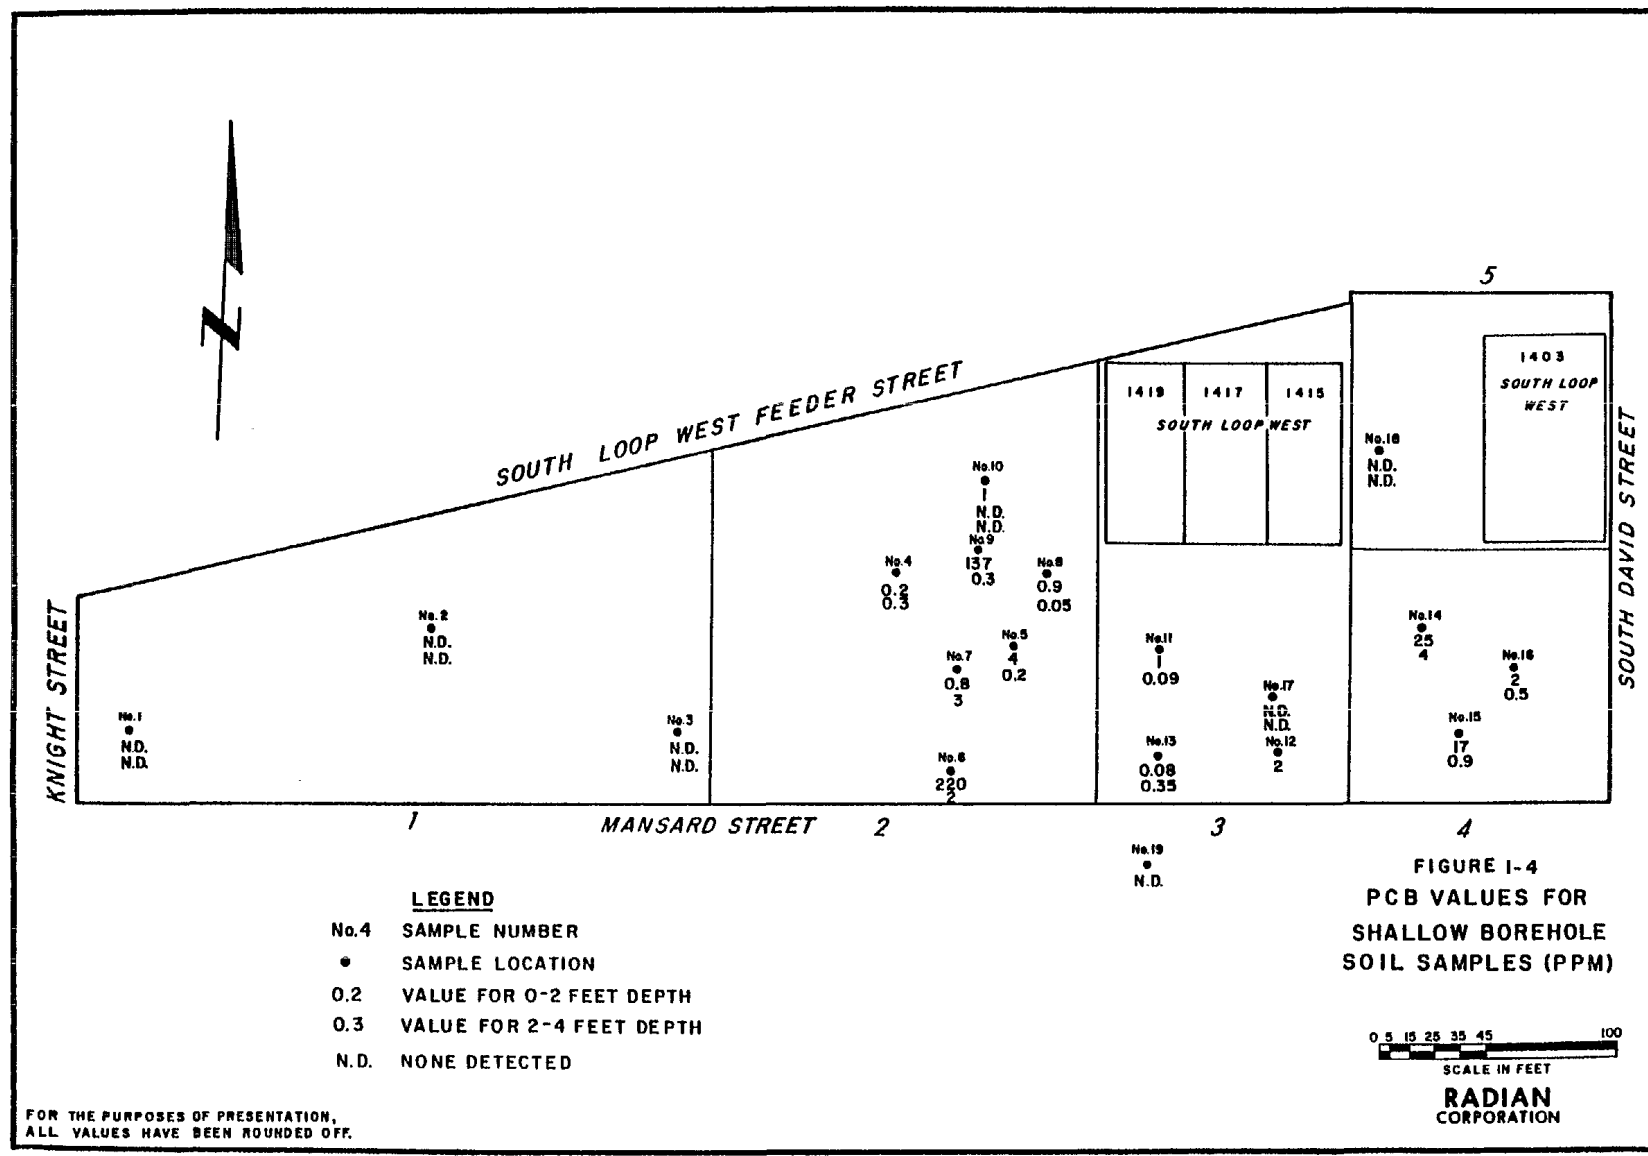 5
1403
SOUTH LOOP
WEST
1419 1417 1415
SOUTH LOOP WEST
SOUTH LOOP WEST FEEDER STREET
KNIGHT STREET
SOUTH DAVID STREET
No.18
N.D.
N.D.
No.10
1
N.D.
N.D.
No.9
137
0.3
No.4
0.2
0.3
No.8
0.9
0.05
No.2
N.D.
N.D.
No.5
4
0.2
No.7
0.8
3
No.11
1
0.09
No.14
25
4
No.16
2
0.5
No.17
N.D.
N.D.
No.12
2
No.1
N.D.
N.D.
No.3
N.D.
N.D.
No.13
0.08
0.35
No.15
17
0.9
No.6
220
2
1 MANSARD STREET 2 3 4
No.19
N.D.
FIGURE 1-4
PCB VALUES FOR
SHALLOW BOREHOLE
SOIL SAMPLES (PPM)
LEGEND
No.4 SAMPLE NUMBER
● SAMPLE LOCATION
0.2 VALUE FOR 0-2 FEET DEPTH
0.3 VALUE FOR 2-4 FEET DEPTH
N.D. NONE DETECTED
0 5 15 25 35 45 100
SCALE IN FEET
RADIAN
CORPORATION
FOR THE PURPOSES OF PRESENTATION,
ALL VALUES HAVE BEEN ROUNDED OFF.
N